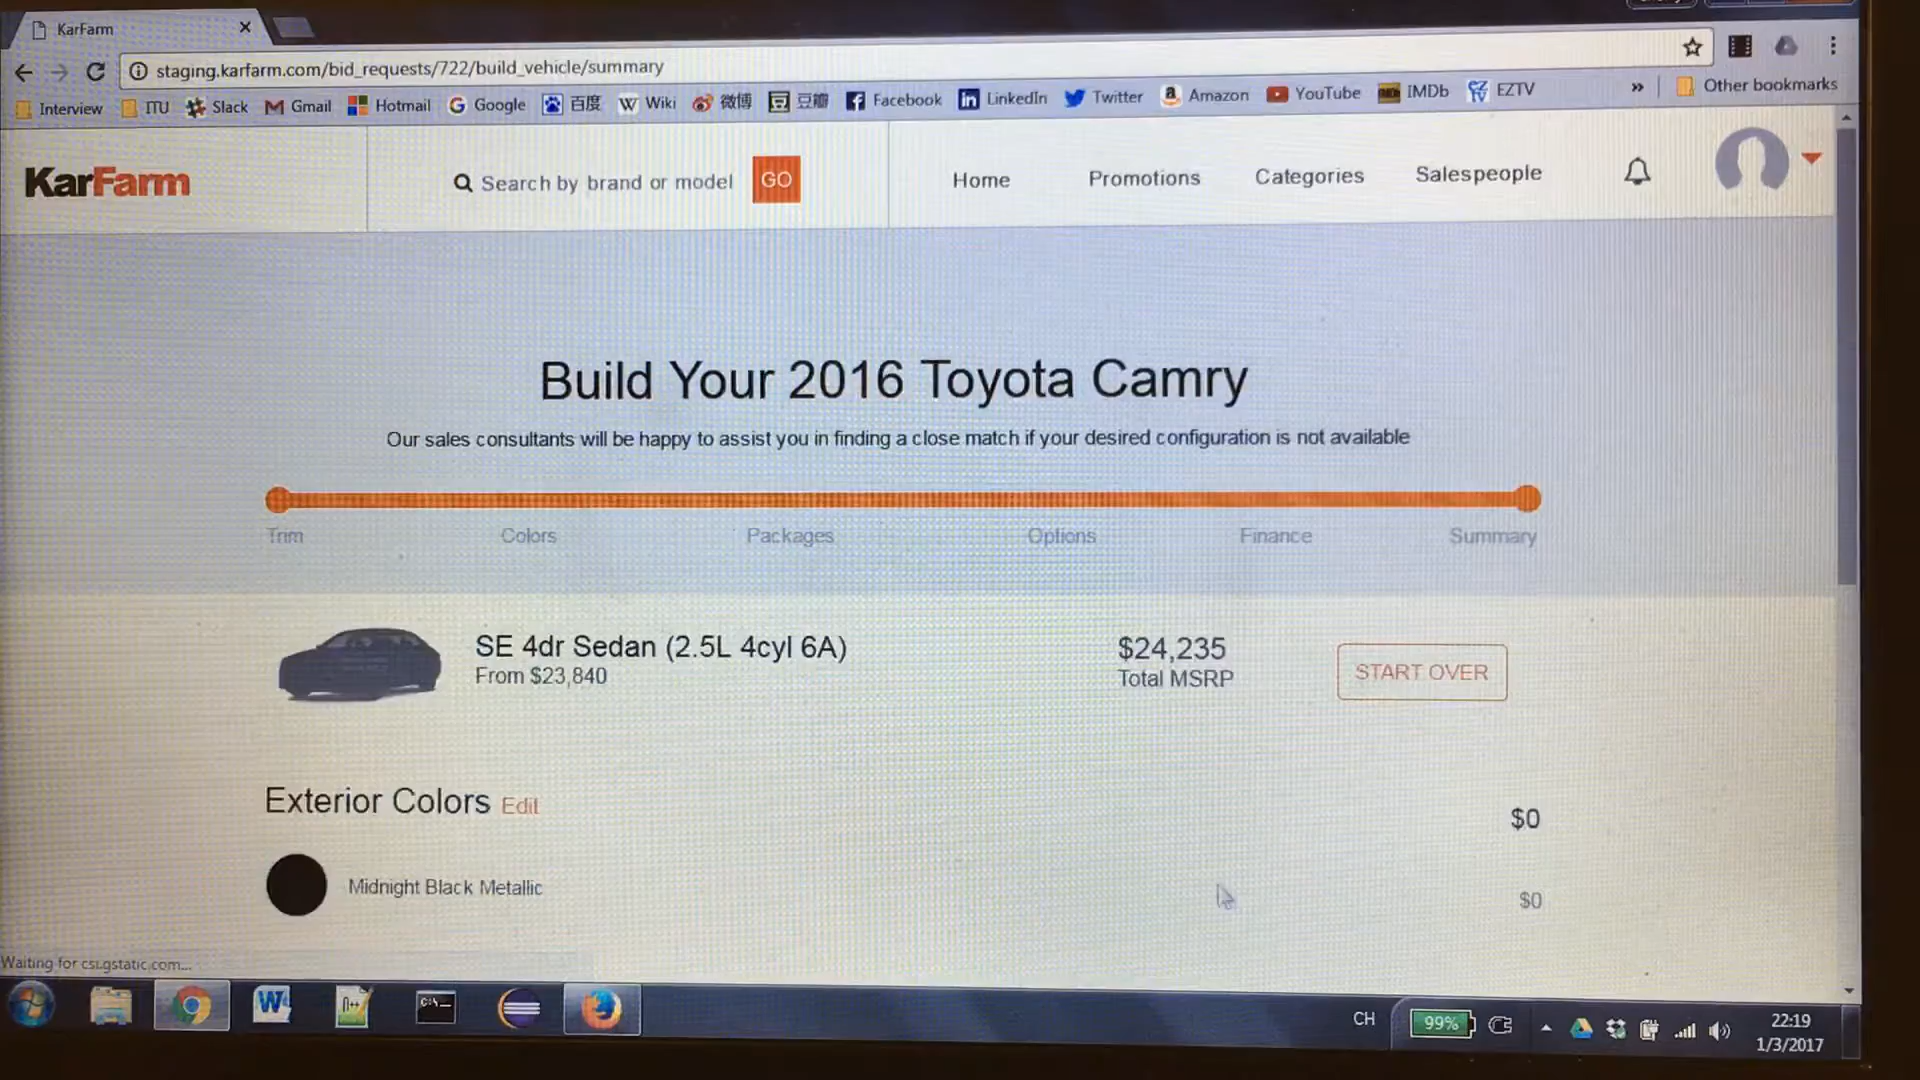 KarFarm
staging.karfarm.com/bid_requests/722/build_vehicle/summary
Interview ITU Slack Gmail Hotmail Google 百度 Wiki 微博 豆瓣 Facebook LinkedIn Twitter Amazon YouTube IMDb EZTV » Other bookmarks
KarFarm
Search by brand or model GO Home Promotions Categories Salespeople
Build Your 2016 Toyota Camry
Our sales consultants will be happy to assist you in finding a close match if your desired configuration is not available
Trim Colors Packages Options Finance Summary
SE 4dr Sedan (2.5L 4cyl 6A)
From $23,840
$24,235
Total MSRP
START OVER
Exterior Colors Edit
$0
Midnight Black Metallic
$0
Waiting for csi.gstatic.com...
CH 99% 22:19
1/3/2017